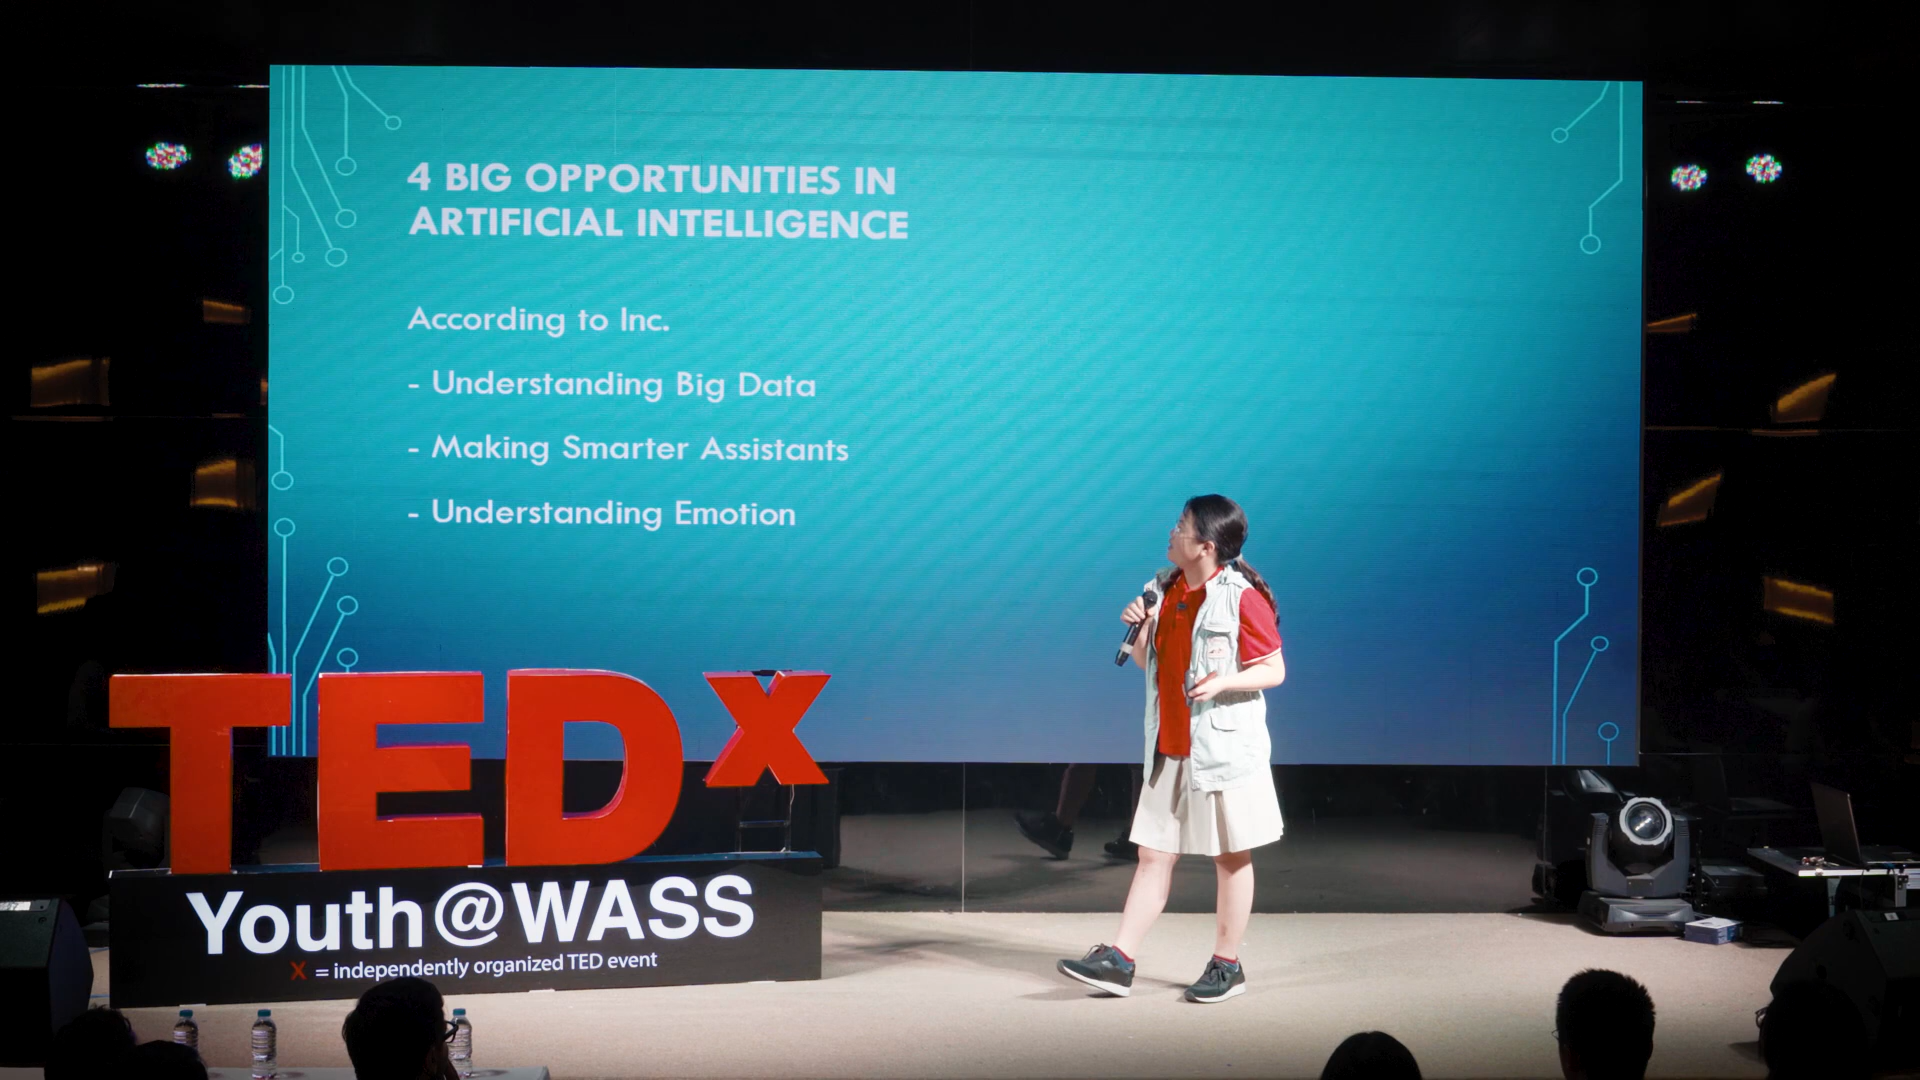 4 BIG OPPORTUNITIES IN
ARTIFICIAL INTELLIGENCE
According to Inc.
- Understanding Big Data
- Making Smarter Assistants
- Understanding Emotion
TEDx
Youth@WASS
X = independently organized TED event